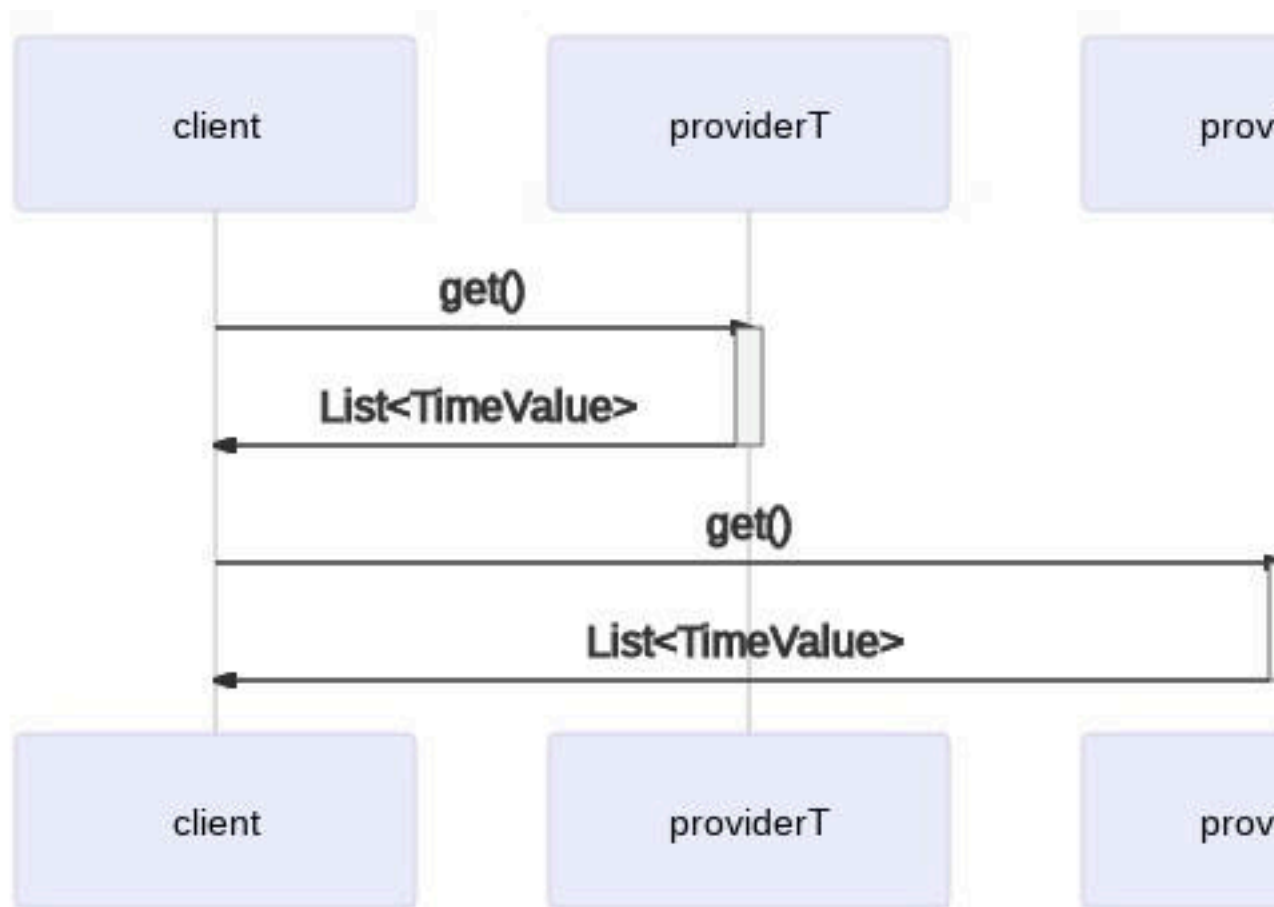 client
providerT
get()
List<TimeValue>
get()
List<TimeValue>
client
providerT